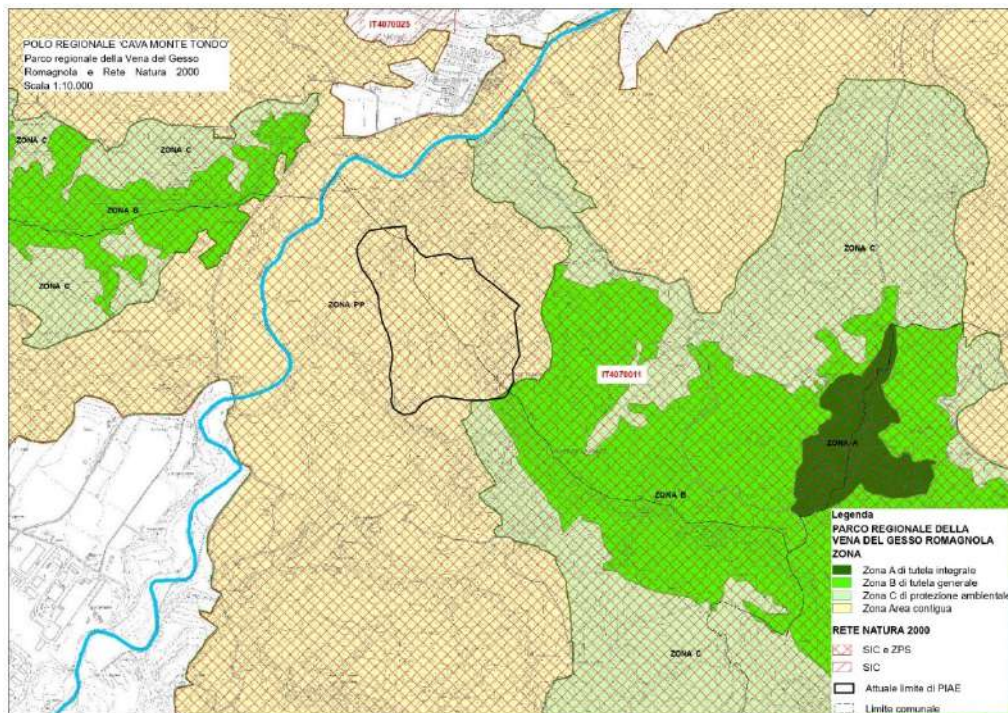 IT4070025
POLO REGIONALE 'CAVA MONTE TONDO'
Parco regionale della Vena del Gesso
Romagnola e Rete Natura 2000
Scala 1:10.000
ZONA C
ZONA C
ZONA B
ZONA C
ZONA C
ZONA PP
IT4070011
ZONA A
ZONA B
ZONA C
Legenda
PARCO REGIONALE DELLA
VENA DEL GESSO ROMAGNOLA
ZONA
Zona A di tutela integrale
Zona B di tutela generale
Zona C di protezione ambientale
Zona Area contigua
RETE NATURA 2000
SIC e ZPS
SIC
Attuale limite di PIAE
Limite comunale